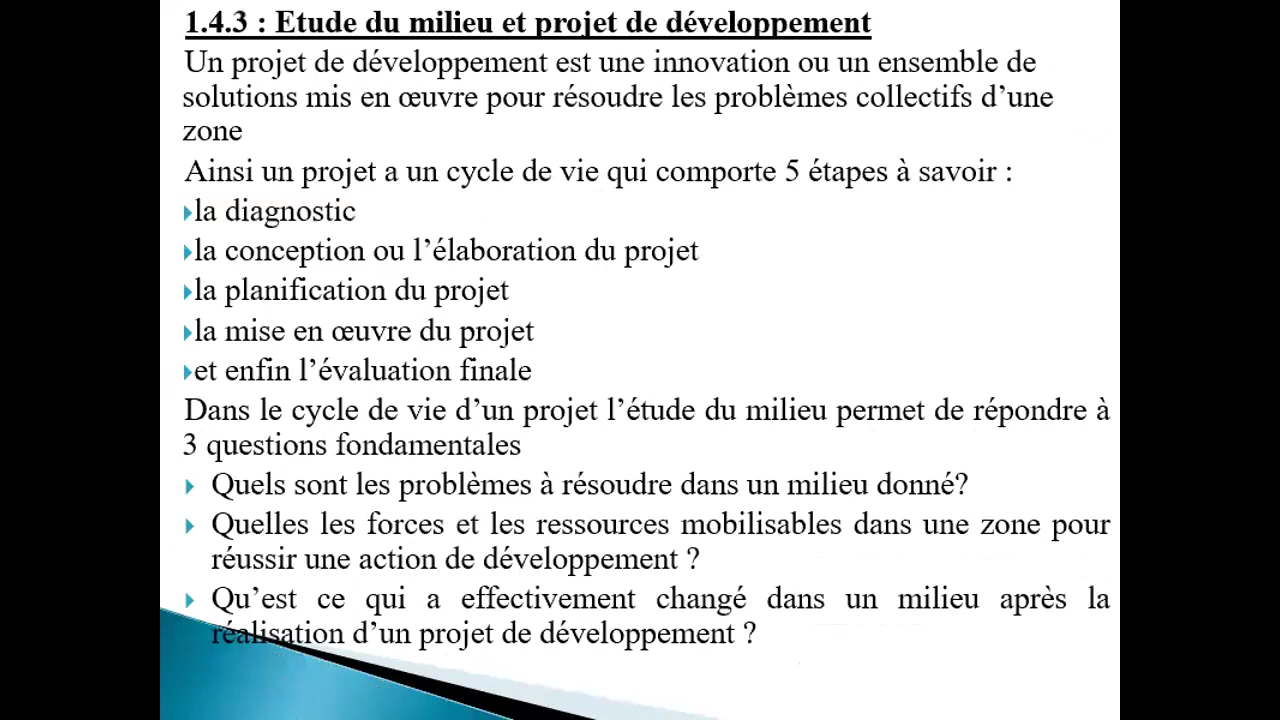 1.4.3 : Etude du milieu et projet de développement
Un projet de développement est une innovation ou un ensemble de
solutions mis en œuvre pour résoudre les problèmes collectifs d’une
zone
Ainsi un projet a un cycle de vie qui comporte 5 étapes à savoir :
la diagnostic
la conception ou l’élaboration du projet
la planification du projet
la mise en œuvre du projet
et enfin l’évaluation finale
Dans le cycle de vie d’un projet l’étude du milieu permet de répondre à
3 questions fondamentales
Quels sont les problèmes à résoudre dans un milieu donné?
Quelles les forces et les ressources mobilisables dans une zone pour
réussir une action de développement ?
Qu’est ce qui a effectivement changé dans un milieu après la
réalisation d’un projet de développement ?